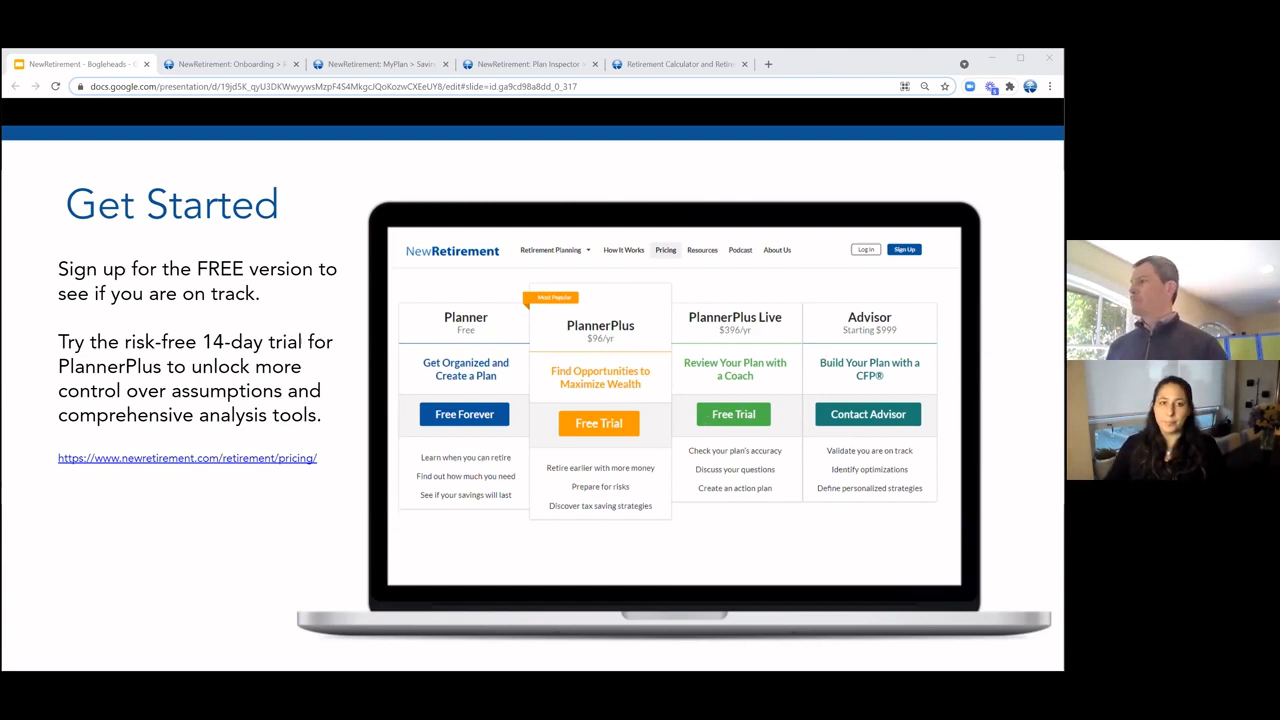 NewRetirement - Bogleheads -
NewRetirement: Onboarding >
NewRetirement: MyPlan > Savin
NewRetirement: Plan Inspector >
Retirement Calculator and Retire
docs.google.com/presentation/d/19jd5K_qyU3DKWwyywsMzpF4S4MkgcJQoKozwCXEeUY8/edit#slide=id.ga9cd98a8dd_0_317
Get Started
Sign up for the FREE version to
see if you are on track.
Try the risk-free 14-day trial for
PlannerPlus to unlock more
control over assumptions and
comprehensive analysis tools.
https://www.newretirement.com/retirement/pricing/
NewRetirement
Retirement Planning
How It Works
Pricing
Resources
Podcast
About Us
Log in
Sign Up
Planner
Free
Get Organized and
Create a Plan
Free Forever
Learn when you can retire
Find out how much you need
See if your savings will last
Most Popular
PlannerPlus
$96/yr
Find Opportunities to
Maximize Wealth
Free Trial
Retire earlier with more money
Prepare for risks
Discover tax saving strategies
PlannerPlus Live
$396/yr
Review Your Plan with
a Coach
Free Trial
Check your plan's accuracy
Discuss your questions
Create an action plan
Advisor
Starting $999
Build Your Plan with a
CFP®
Contact Advisor
Validate you are on track
Identify optimizations
Define personalized strategies